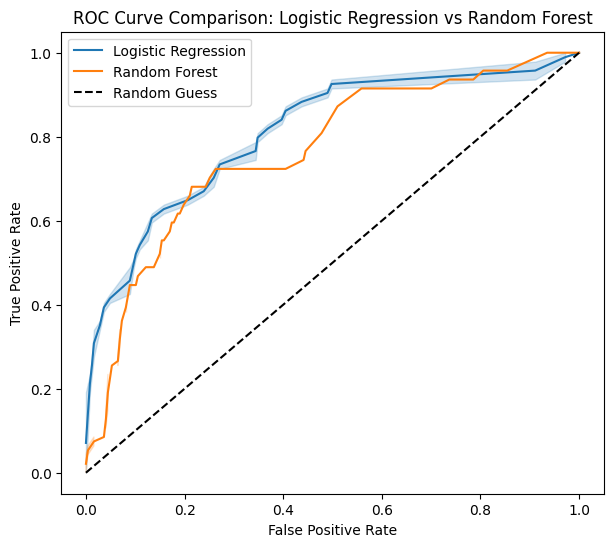 ROC Curve Comparison: Logistic Regression vs Random Forest
Logistic Regression
Random Forest
Random Guess
True Positive Rate
1.0
0.8
0.6
0.4
0.2
0.0
0.0 0.2 0.4 0.6 0.8 1.0
False Positive Rate